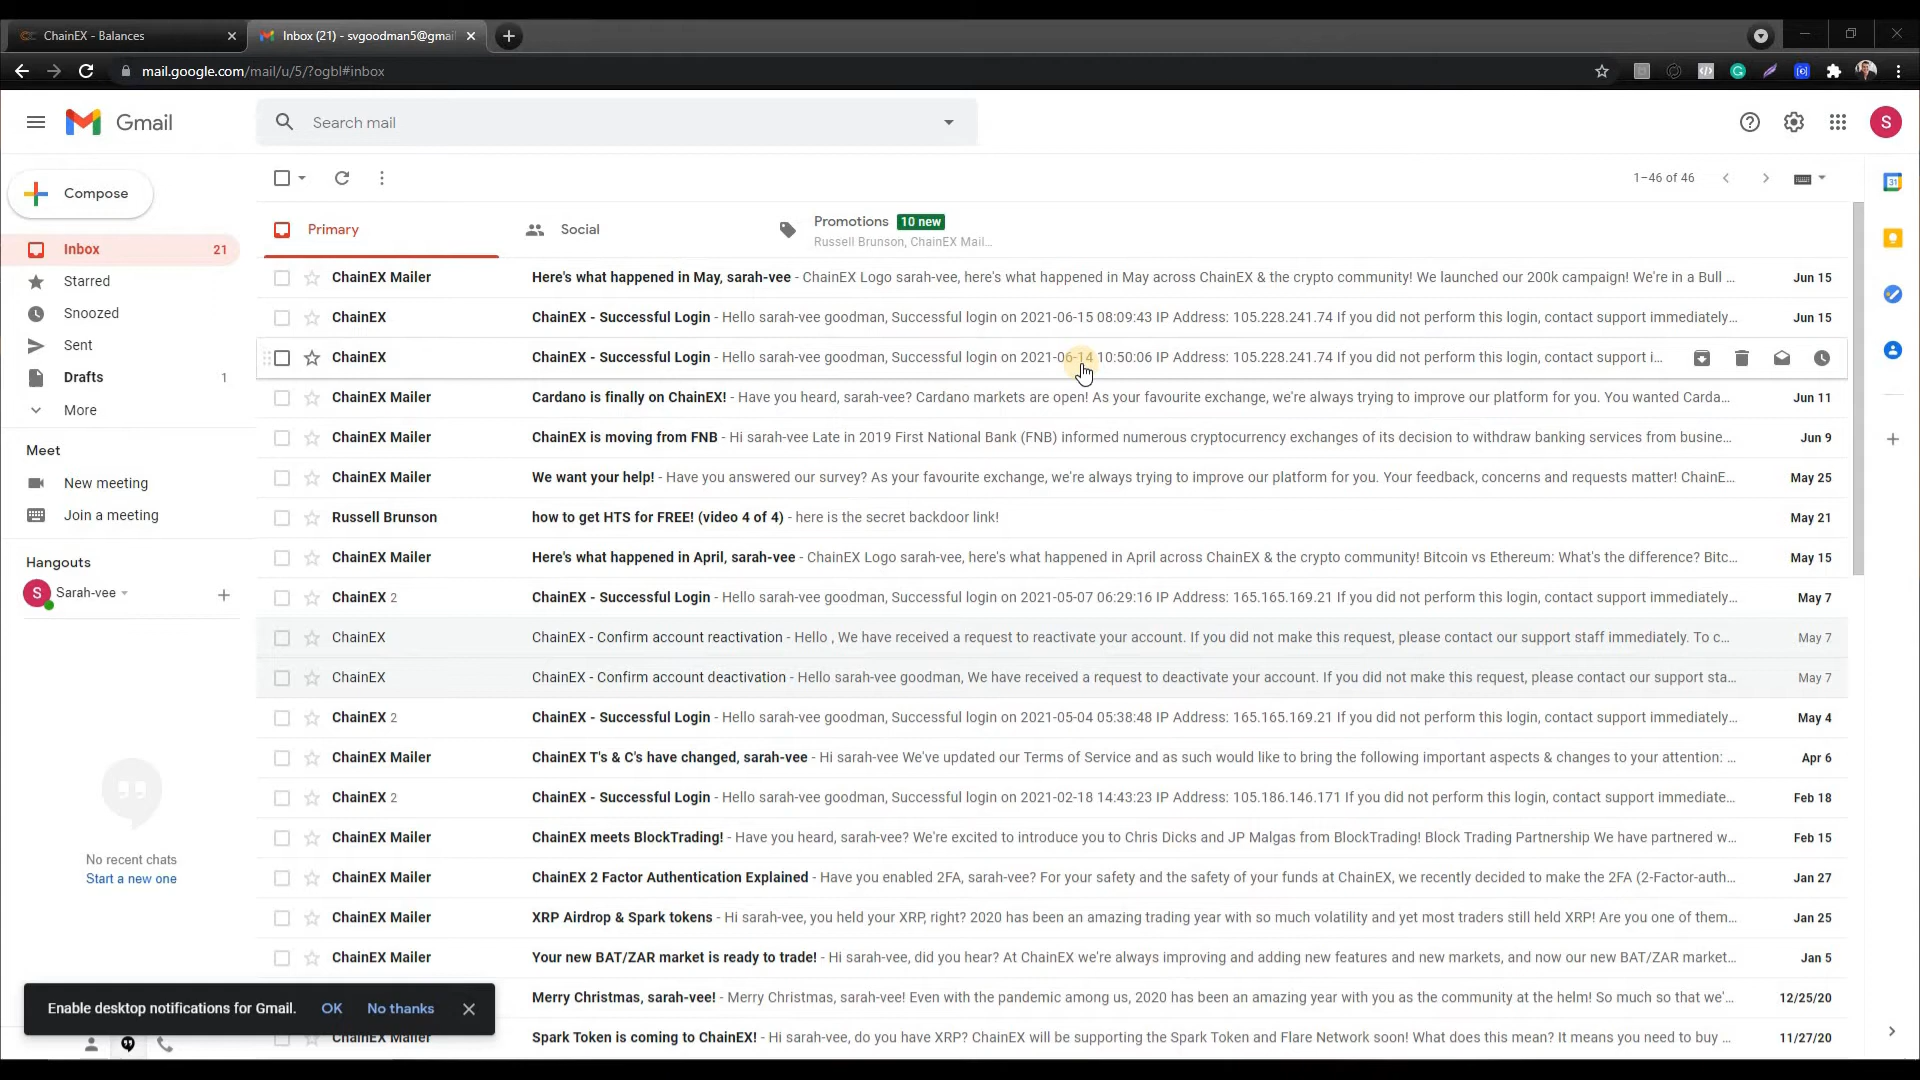 ChainEX - Balances
Inbox (21) - svgoodman5@gmai
mail.google.com/mail/u/5/?ogbl#inbox
Gmail
Search mail
S
Compose
1–46 of 46
31
Primary
Social
Promotions 10 new
Russell Brunson, ChainEX Mail...
Inbox 21
Starred
Snoozed
Sent
Drafts 1
More
Meet
New meeting
Join a meeting
Hangouts
S Sarah-vee
No recent chats
Start a new one
ChainEX Mailer Here's what happened in May, sarah-vee - ChainEX Logo sarah-vee, here's what happened in May across ChainEX & the crypto community! We launched our 200k campaign! We're in a Bull ... Jun 15
ChainEX ChainEX - Successful Login - Hello sarah-vee goodman, Successful login on 2021-06-15 08:09:43 IP Address: 105.228.241.74 If you did not perform this login, contact support immediately... Jun 15
ChainEX ChainEX - Successful Login - Hello sarah-vee goodman, Successful login on 2021-06-14 10:50:06 IP Address: 105.228.241.74 If you did not perform this login, contact support i...
ChainEX Mailer Cardano is finally on ChainEX! - Have you heard, sarah-vee? Cardano markets are open! As your favourite exchange, we're always trying to improve our platform for you. You wanted Carda... Jun 11
ChainEX Mailer ChainEX is moving from FNB - Hi sarah-vee Late in 2019 First National Bank (FNB) informed numerous cryptocurrency exchanges of its decision to withdraw banking services from busine... Jun 9
ChainEX Mailer We want your help! - Have you answered our survey? As your favourite exchange, we're always trying to improve our platform for you. Your feedback, concerns and requests matter! ChainE... May 25
Russell Brunson how to get HTS for FREE! (video 4 of 4) - here is the secret backdoor link! May 21
ChainEX Mailer Here's what happened in April, sarah-vee - ChainEX Logo sarah-vee, here's what happened in April across ChainEX & the crypto community! Bitcoin vs Ethereum: What's the difference? Bitc... May 15
ChainEX 2 ChainEX - Successful Login - Hello sarah-vee goodman, Successful login on 2021-05-07 06:29:16 IP Address: 165.165.169.21 If you did not perform this login, contact support immediately... May 7
ChainEX ChainEX - Confirm account reactivation - Hello , We have received a request to reactivate your account. If you did not make this request, please contact our support staff immediately. To c... May 7
ChainEX ChainEX - Confirm account deactivation - Hello sarah-vee goodman, We have received a request to deactivate your account. If you did not make this request, please contact our support sta... May 7
ChainEX 2 ChainEX - Successful Login - Hello sarah-vee goodman, Successful login on 2021-05-04 05:38:48 IP Address: 165.165.169.21 If you did not perform this login, contact support immediately... May 4
ChainEX Mailer ChainEX T's & C's have changed, sarah-vee - Hi sarah-vee We've updated our Terms of Service and as such would like to bring the following important aspects & changes to your attention: ... Apr 6
ChainEX 2 ChainEX - Successful Login - Hello sarah-vee goodman, Successful login on 2021-02-18 14:43:23 IP Address: 105.186.146.171 If you did not perform this login, contact support immediate... Feb 18
ChainEX Mailer ChainEX meets BlockTrading! - Have you heard, sarah-vee? We're excited to introduce you to Chris Dicks and JP Malgas from BlockTrading! Block Trading Partnership We have partnered w... Feb 15
ChainEX Mailer ChainEX 2 Factor Authentication Explained - Have you enabled 2FA, sarah-vee? For your safety and the safety of your funds at ChainEX, we recently decided to make the 2FA (2-Factor-auth... Jan 27
ChainEX Mailer XRP Airdrop & Spark tokens - Hi sarah-vee, you held your XRP, right? 2020 has been an amazing trading year with so much volatility and yet most traders still held XRP! Are you one of them... Jan 25
ChainEX Mailer Your new BAT/ZAR market is ready to trade! - Hi sarah-vee, did you hear? At ChainEX we're always improving and adding new features and new markets, and now our new BAT/ZAR market... Jan 5
Merry Christmas, sarah-vee! - Merry Christmas, sarah-vee! Even with the pandemic among us, 2020 has been an amazing year with you as the community at the helm! So much so that we'... 12/25/20
ChainEX Mailer Spark Token is coming to ChainEX! - Hi sarah-vee, do you have XRP? ChainEX will be supporting the Spark Token and Flare Network soon! What does this mean? It means you need to buy ... 11/27/20
Enable desktop notifications for Gmail. OK No thanks